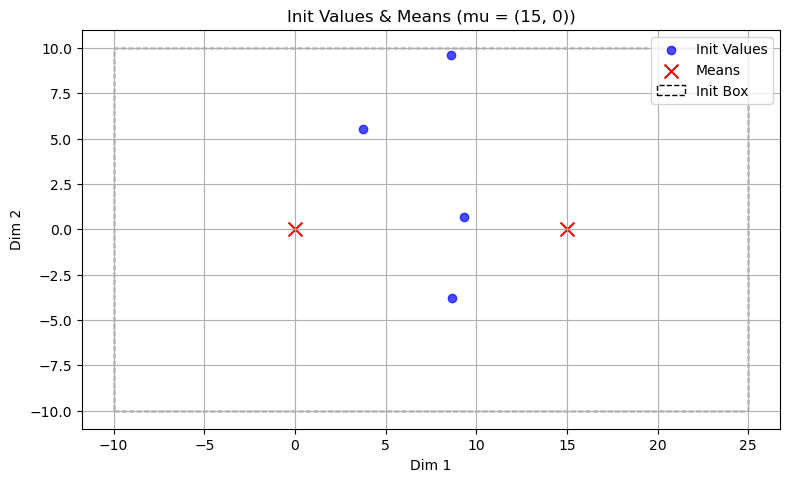 Init Values & Means (mu = (15, 0))
10.0
7.5
5.0
2.5
0.0
−2.5
−5.0
−7.5
−10.0
Dim 2
Init Values
Means
Init Box
−10
−5
0
5
10
15
20
25
Dim 1